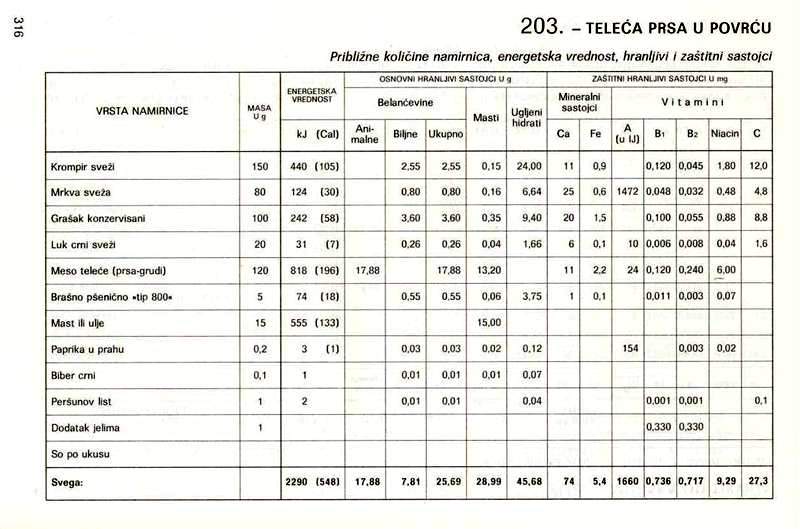 316
203. – TELEĆA PRSA U POVRĆU
Približne količine namirnica, energetska vrednost, hranljivi i zaštitni sastojci
VRSTA NAMIRNICE MASA U g ENERGETSKA VREDNOST OSNOVNI HRANLJIVI SASTOJCI U g ZAŠTITNI HRANLJIVI SASTOJCI U mg
Belančevine Masti Ugljeni hidrati Mineralni sastojci Vitamini
kJ (Cal) Ani-malne Biljne Ukupno Ca Fe A (u IJ) B1 B2 Niacin C
Krompir sveži 150 440 (105) 2,55 2,55 0,15 24,00 11 0,9 0,120 0,045 1,80 12,0
Mrkva sveža 80 124 (30) 0,80 0,80 0,16 6,64 25 0,6 1472 0,048 0,032 0,48 4,8
Grašak konzervisani 100 242 (58) 3,60 3,60 0,35 9,40 20 1,5 0,100 0,055 0,88 8,8
Luk crni sveži 20 31 (7) 0,26 0,26 0,04 1,66 6 0,1 10 0,006 0,008 0,04 1,6
Meso teleće (prsa-grudi) 120 818 (196) 17,88 17,88 13,20 11 2,2 24 0,120 0,240 6,00
Brašno pšenično »tip 800« 5 74 (18) 0,55 0,55 0,06 3,75 1 0,1 0,011 0,003 0,07
Mast ili ulje 15 555 (133) 15,00
Paprika u prahu 0,2 3 (1) 0,03 0,03 0,02 0,12 154 0,003 0,02
Biber crni 0,1 1 0,01 0,01 0,01 0,07
Peršunov list 1 2 0,01 0,01 0,04 0,001 0,001 0,1
Dodatak jelima 1 0,330 0,330
So po ukusu
Svega: 2290 (548) 17,88 7,81 25,69 28,99 45,68 74 5,4 1660 0,736 0,717 9,29 27,3